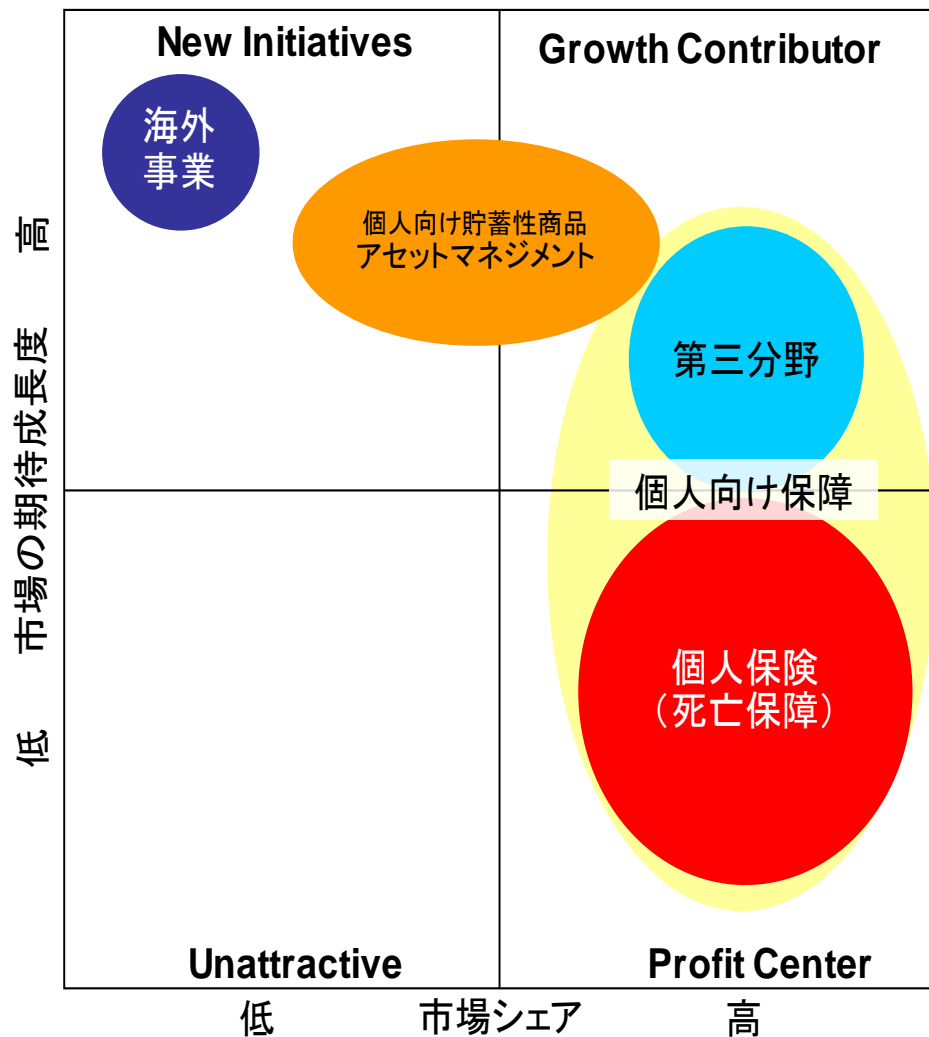 New Initiatives
Growth Contributor
海外
事業
個人向け貯蓄性商品
アセットマネジメント
第三分野
個人向け保障
個人保険
（死亡保障）
Unattractive
Profit Center
低 市場の期待成長度 高
低 市場シェア 高